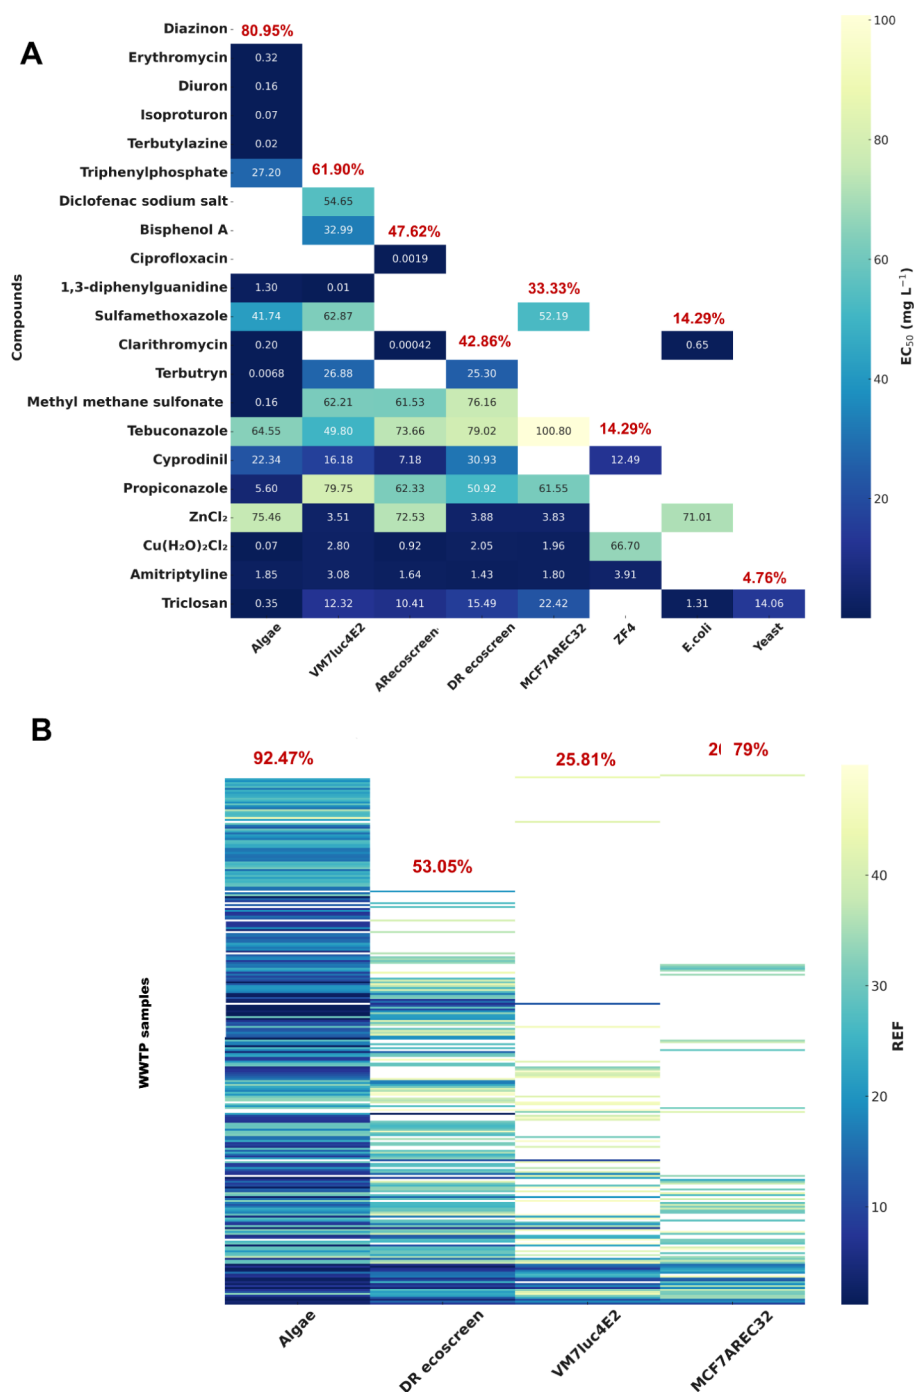 A
Diazinon 80.95%
Erythromycin 0.32
Diuron 0.16
Isoproturon 0.07
Terbutylazine 0.02
Triphenylphosphate 27.20 61.90%
Diclofenac sodium salt 54.65
Bisphenol A 32.99 47.62%
Ciprofloxacin 0.0019
1,3-diphenylguanidine 1.30 0.01 33.33%
Sulfamethoxazole 41.74 62.87 52.19 14.29%
Clarithromycin 0.20 0.00042 42.86% 0.65
Terbutryn 0.0068 26.88 25.30
Methyl methane sulfonate 0.16 62.21 61.53 76.16
Tebuconazole 64.55 49.80 73.66 79.02 100.80 14.29%
Cyprodinil 22.34 16.18 7.18 30.93 12.49
Propiconazole 5.60 79.75 62.33 50.92 61.55
ZnCl₂ 75.46 3.51 72.53 3.88 3.83 71.01
Cu(H₂O)₂Cl₂ 0.07 2.80 0.92 2.05 1.96 66.70
Amitriptyline 1.85 3.08 1.64 1.43 1.80 3.91 4.76%
Triclosan 0.35 12.32 10.41 15.49 22.42 1.31 14.06
Compounds
Algae VM7luc4E2 ARecoscreen DR ecoscreen MCF7AREC32 ZF4 E.coli Yeast
100
80
60
40
20
EC₅₀ (mg L⁻¹)
B
92.47% 53.05% 25.81% 79%
WWTP samples
Algae DR ecoscreen VM7luc4E2 MCF7AREC32
40
30
20
10
REF